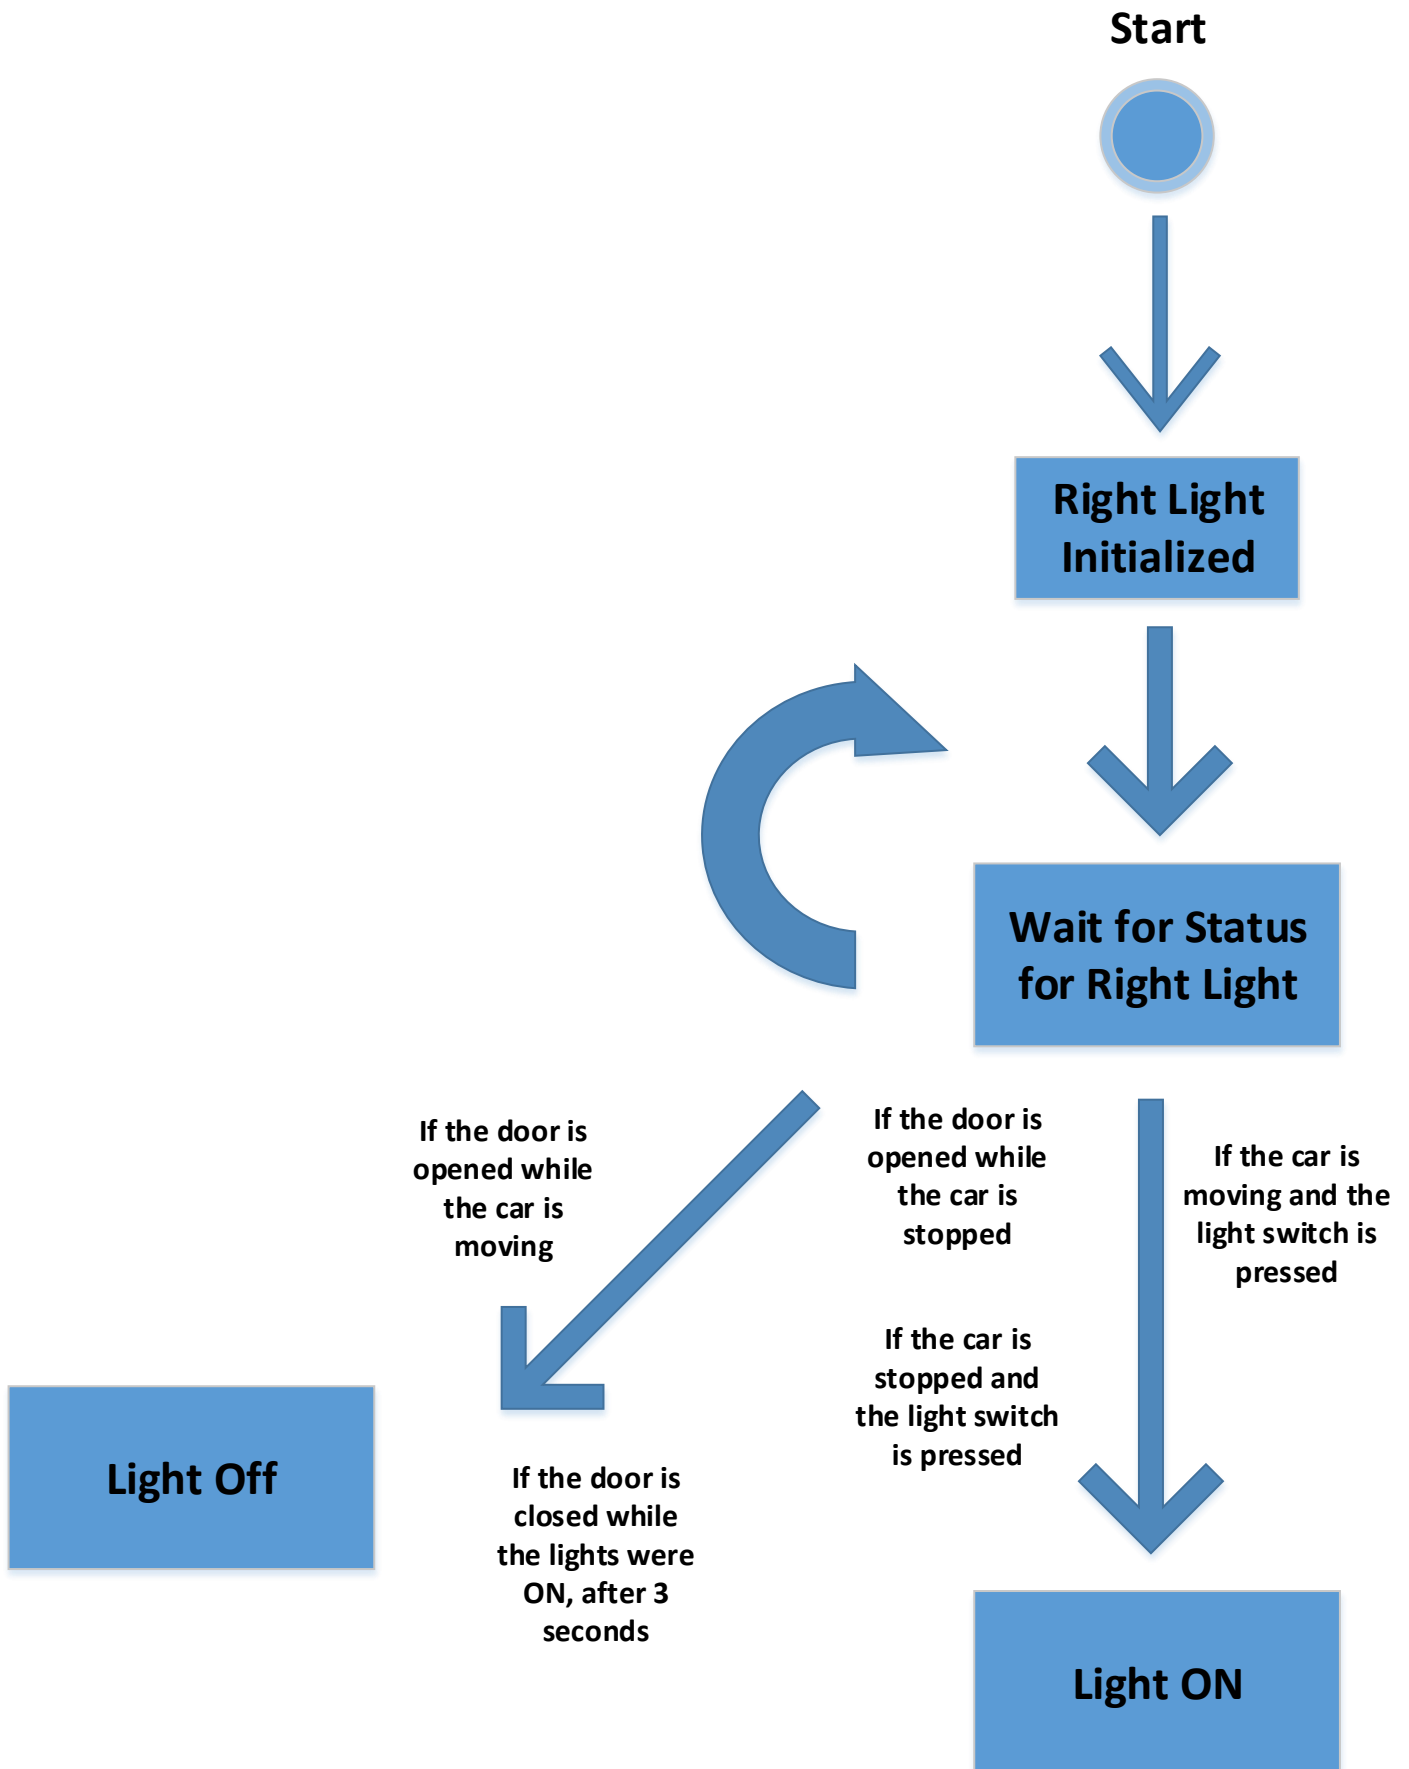 Start
Right Light
Initialized
Wait for Status
for Right Light
If the door is
opened while
the car is
moving
If the door is
opened while
the car is
stopped
If the car is
moving and the
light switch is
pressed
If the car is
stopped and
the light switch
is pressed
Light Off
If the door is
closed while
the lights were
ON, after 3
seconds
Light ON